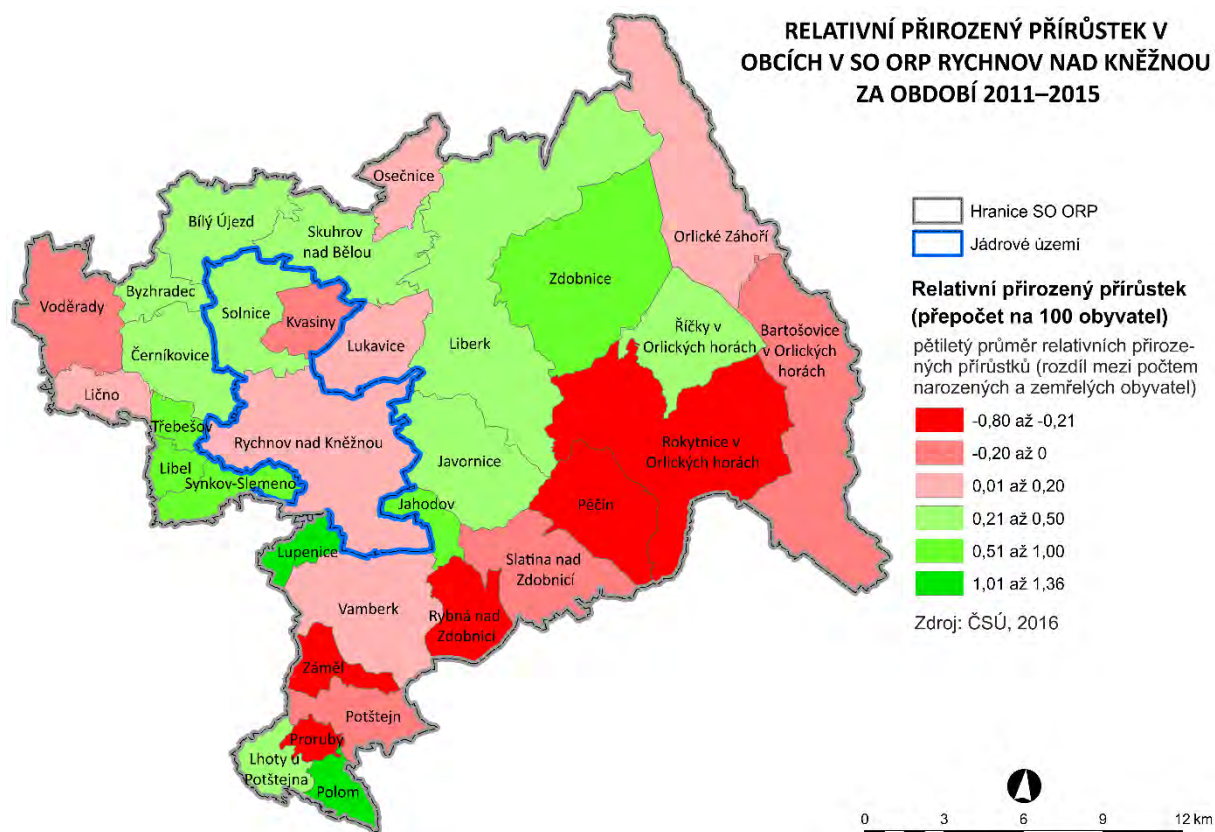 RELATIVNÍ PŘIROZENÝ PŘÍRŮSTEK V
OBCÍCH V SO ORP RYCHNOV NAD KNĚŽNOU
ZA OBDOBÍ 2011–2015
Osečnice
Bílý Újezd
Skuhrov
nad Bělou
Orlické Záhoří
Zdobnice
Byzhradec
Voděrady
Solnice
Kvasiny
Lukavice
Liberk
Říčky v
Orlických horách
Bartošovice
v Orlických
horách
Černíkovice
Lično
Třebešov
Rychnov nad Kněžnou
Rokytnice v
Orlických horách
Javornice
Libel
Synkov-Slemeno
Jahodov
Pěčín
Lupenice
Slatina nad
Zdobnicí
Vamberk
Rybná nad
Zdobnicí
Záměl
Potštejn
Proruby
Lhoty u
Potštejna
Polom
Hranice SO ORP
Jádrové území
Relativní přirozený přírůstek
(přepočet na 100 obyvatel)
pětiletý průměr relativních přiroze-
ných přírůstků (rozdíl mezi počtem
narozených a zemřelých obyvatel)
-0,80 až -0,21
-0,20 až 0
0,01 až 0,20
0,21 až 0,50
0,51 až 1,00
1,01 až 1,36
Zdroj: ČSÚ, 2016
0 3 6 9 12 km